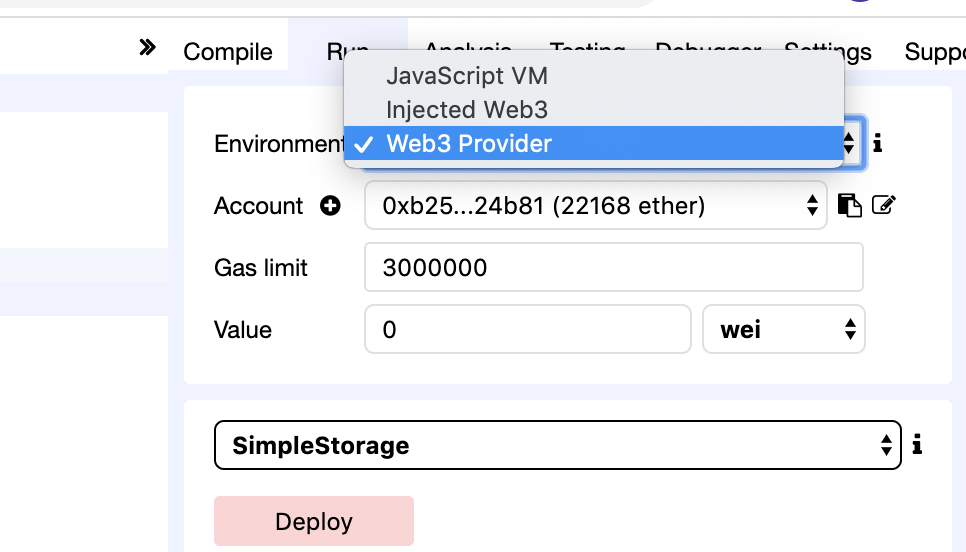 » Compile Run Analysis Testing Debugger Settings
JavaScript VM
Injected Web3
Environment ✓ Web3 Provider
Account 0xb25...24b81 (22168 ether)
Gas limit 3000000
Value 0 wei
SimpleStorage
Deploy